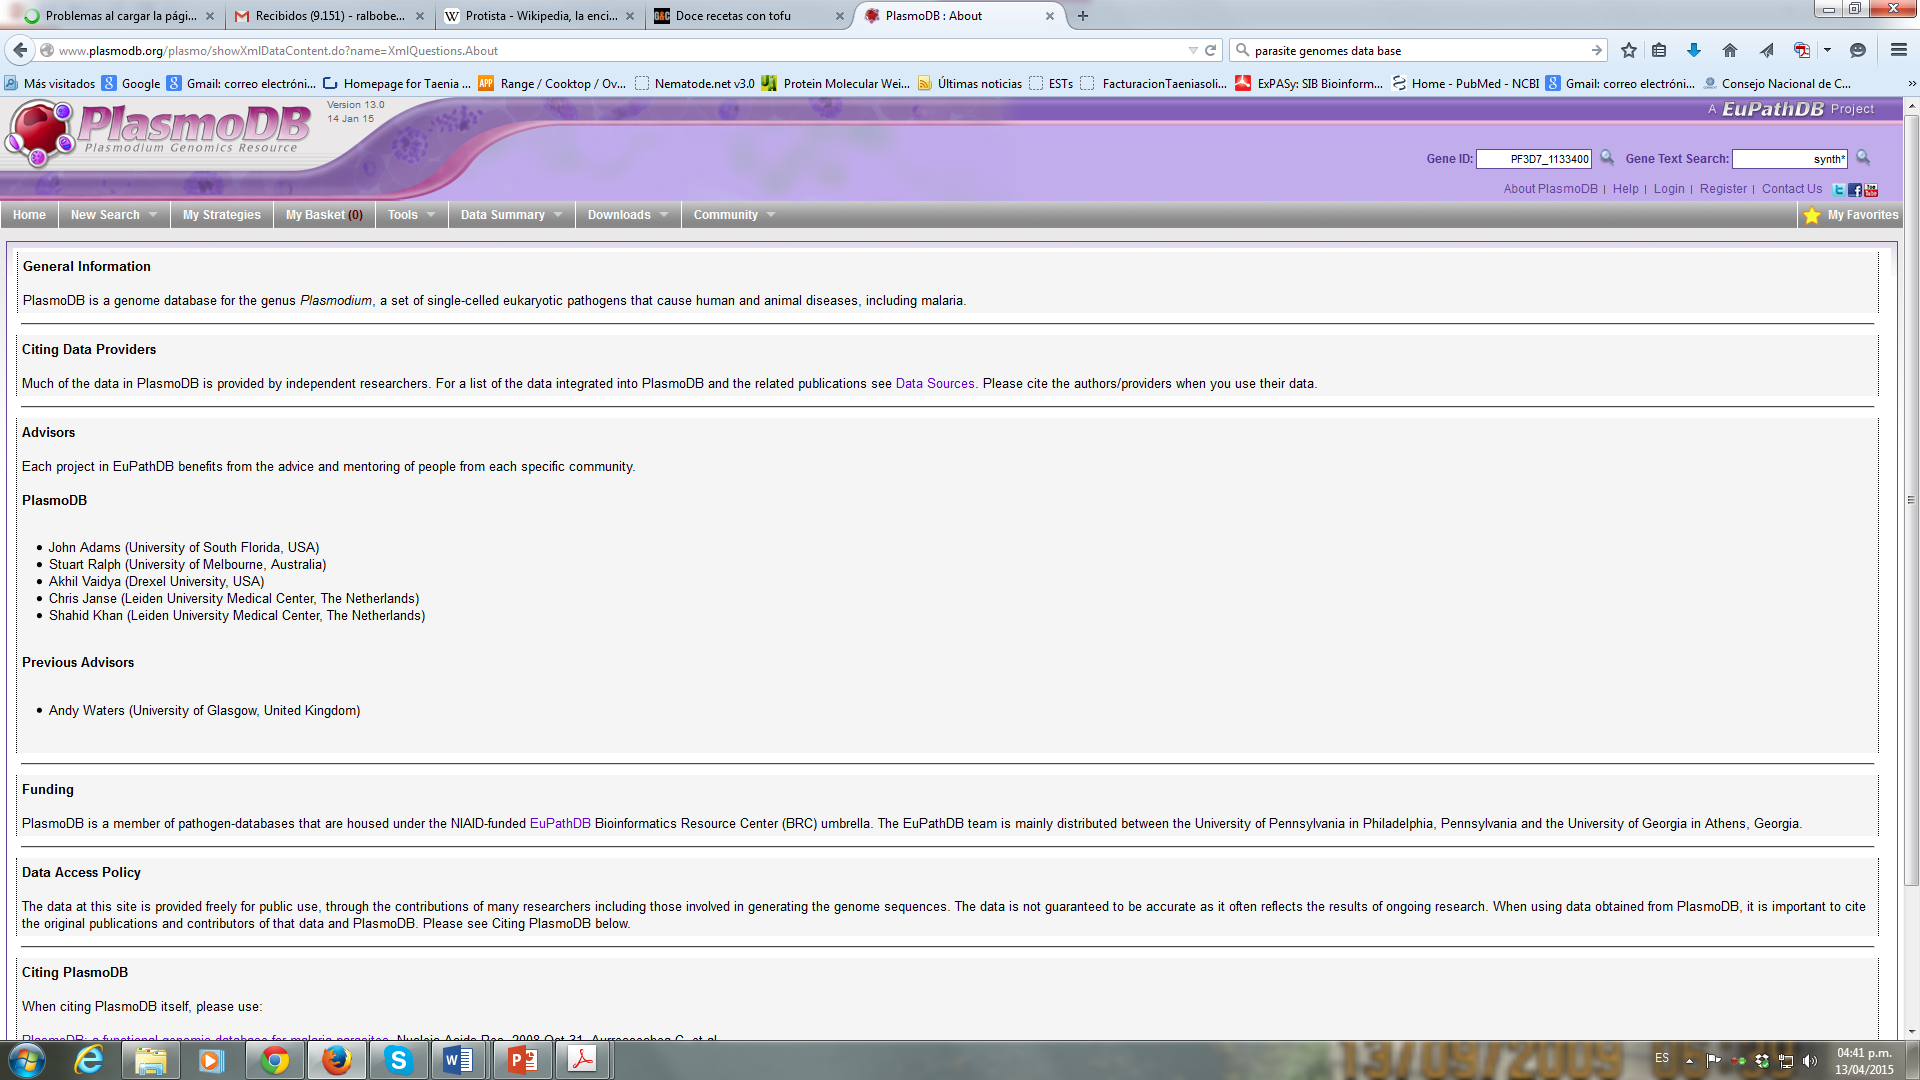 Problemas al cargar la pági...
Recibidos (9.151) - ralbobe...
Protista - Wikipedia, la enci...
Doce recetas con tofu
PlasmoDB : About
www.plasmodb.org/plasmo/showXmlDataContent.do?name=XmlQuestions.About
parasite genomes data base
Más visitados
Google
Gmail: correo electróni...
Homepage for Taenia ...
Range / Cooktop / Ov...
Nematode.net v3.0
Protein Molecular Wei...
Últimas noticias
ESTs
FacturacionTaeniasoli...
ExPASy: SIB Bioinform...
Home - PubMed - NCBI
Gmail: correo electróni...
Consejo Nacional de C...
PlasmoDB
Plasmodium Genomics Resource
Version 13.0
14 Jan 15
A EuPathDB Project
Gene ID: PF3D7_1133400
Gene Text Search: synth*
About PlasmoDB | Help | Login | Register | Contact Us
Home
New Search
My Strategies
My Basket (0)
Tools
Data Summary
Downloads
Community
My Favorites
General Information
PlasmoDB is a genome database for the genus Plasmodium, a set of single-celled eukaryotic pathogens that cause human and animal diseases, including malaria.
Citing Data Providers
Much of the data in PlasmoDB is provided by independent researchers. For a list of the data integrated into PlasmoDB and the related publications see Data Sources. Please cite the authors/providers when you use their data.
Advisors
Each project in EuPathDB benefits from the advice and mentoring of people from each specific community.
PlasmoDB
• John Adams (University of South Florida, USA)
• Stuart Ralph (University of Melbourne, Australia)
• Akhil Vaidya (Drexel University, USA)
• Chris Janse (Leiden University Medical Center, The Netherlands)
• Shahid Khan (Leiden University Medical Center, The Netherlands)
Previous Advisors
• Andy Waters (University of Glasgow, United Kingdom)
Funding
PlasmoDB is a member of pathogen-databases that are housed under the NIAID-funded EuPathDB Bioinformatics Resource Center (BRC) umbrella. The EuPathDB team is mainly distributed between the University of Pennsylvania in Philadelphia, Pennsylvania and the University of Georgia in Athens, Georgia.
Data Access Policy
The data at this site is provided freely for public use, through the contributions of many researchers including those involved in generating the genome sequences. The data is not guaranteed to be accurate as it often reflects the results of ongoing research. When using data obtained from PlasmoDB, it is important to cite
the original publications and contributors of that data and PlasmoDB. Please see Citing PlasmoDB below.
Citing PlasmoDB
When citing PlasmoDB itself, please use:
PlasmoDB: a functional genomic database for malaria parasites. Nucleic Acids Res. 2008 Oct 31. Aurrecoechea C, et al.
ES
04:41 p.m.
13/04/2015